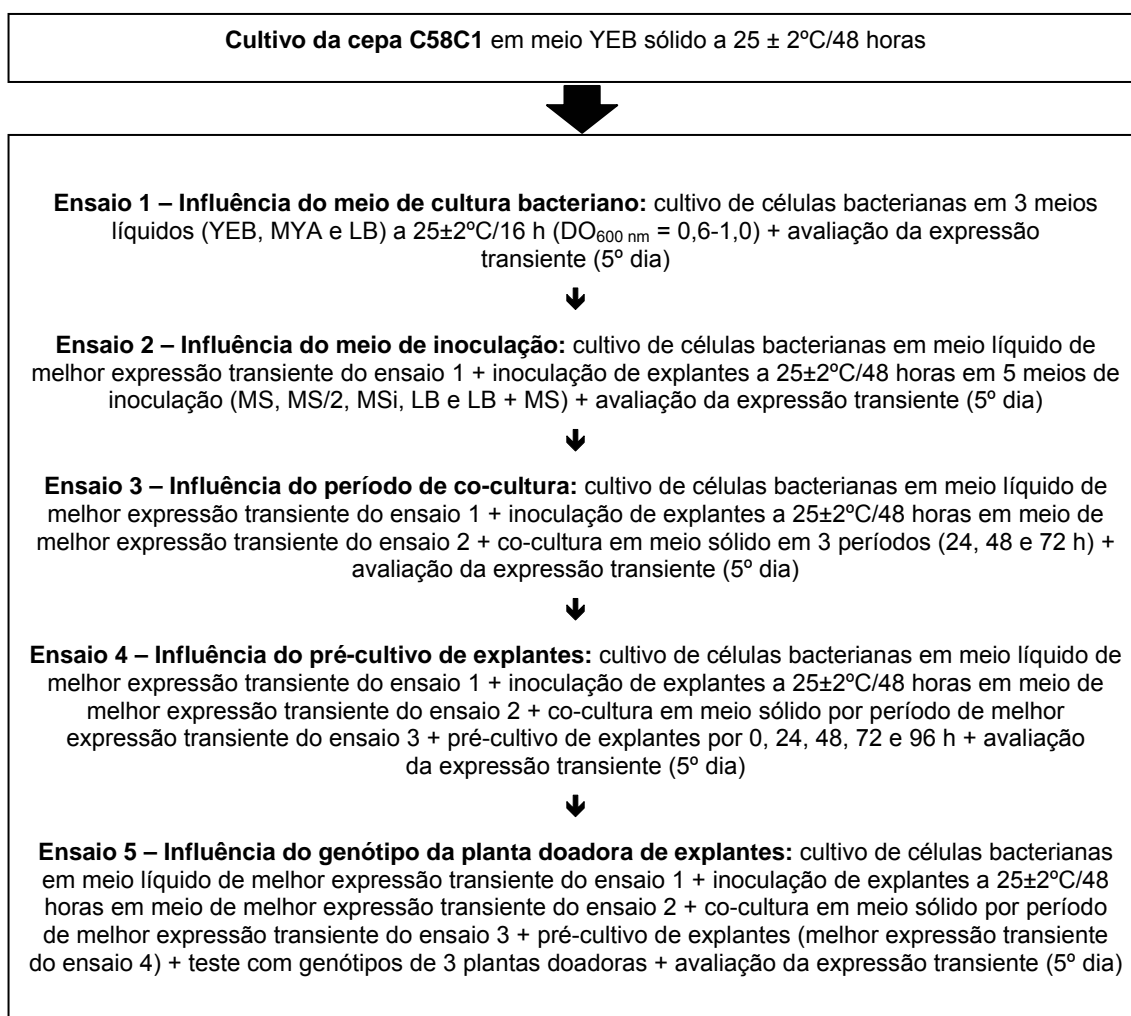 Cultivo da cepa C58C1 em meio YEB sólido a 25 ± 2ºC/48 horas
Ensaio 1 – Influência do meio de cultura bacteriano: cultivo de células bacterianas em 3 meios
líquidos (YEB, MYA e LB) a 25±2ºC/16 h (DO600 nm = 0,6-1,0) + avaliação da expressão
transiente (5º dia)
Ensaio 2 – Influência do meio de inoculação: cultivo de células bacterianas em meio líquido de
melhor expressão transiente do ensaio 1 + inoculação de explantes a 25±2ºC/48 horas em 5 meios de
inoculação (MS, MS/2, MSi, LB e LB + MS) + avaliação da expressão transiente (5º dia)
Ensaio 3 – Influência do período de co-cultura: cultivo de células bacterianas em meio líquido de
melhor expressão transiente do ensaio 1 + inoculação de explantes a 25±2ºC/48 horas em meio de
melhor expressão transiente do ensaio 2 + co-cultura em meio sólido em 3 períodos (24, 48 e 72 h) +
avaliação da expressão transiente (5º dia)
Ensaio 4 – Influência do pré-cultivo de explantes: cultivo de células bacterianas em meio líquido de
melhor expressão transiente do ensaio 1 + inoculação de explantes a 25±2ºC/48 horas em meio de
melhor expressão transiente do ensaio 2 + co-cultura em meio sólido por período de melhor
expressão transiente do ensaio 3 + pré-cultivo de explantes por 0, 24, 48, 72 e 96 h + avaliação
da expressão transiente (5º dia)
Ensaio 5 – Influência do genótipo da planta doadora de explantes: cultivo de células bacterianas
em meio líquido de melhor expressão transiente do ensaio 1 + inoculação de explantes a 25±2ºC/48
horas em meio de melhor expressão transiente do ensaio 2 + co-cultura em meio sólido por período
de melhor expressão transiente do ensaio 3 + pré-cultivo de explantes (melhor expressão transiente
do ensaio 4) + teste com genótipos de 3 plantas doadoras + avaliação da expressão transiente (5º dia)